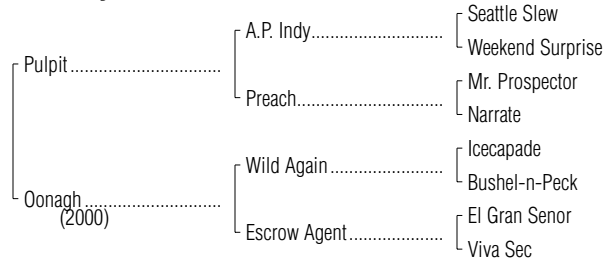 Seattle Slew
A.P. Indy
Weekend Surprise
Pulpit
Mr. Prospector
Preach
Narrate
Icecapade
Wild Again
Bushel-n-Peck
Oonagh
(2000)
El Gran Senor
Escrow Agent
Viva Sec